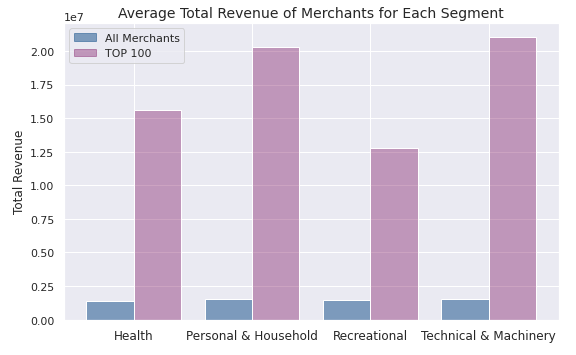 Average Total Revenue of Merchants for Each Segment
1e7
All Merchants
TOP 100
Total Revenue
2.00
1.75
1.50
1.25
1.00
0.75
0.50
0.25
0.00
Health
Personal & Household
Recreational
Technical & Machinery